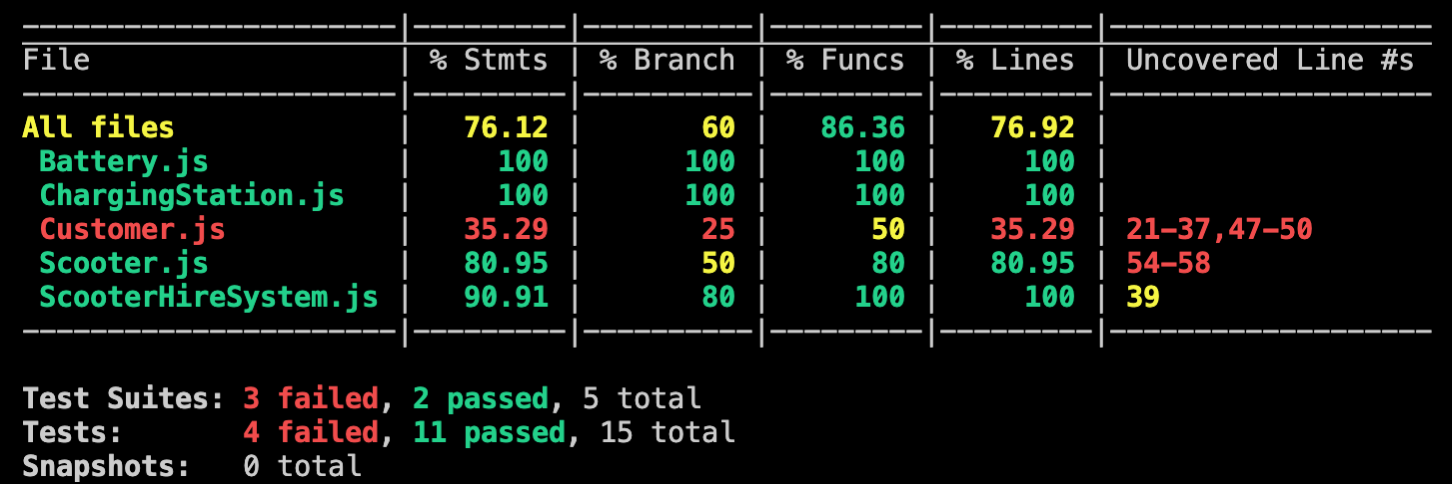 File | % Stmts | % Branch | % Funcs | % Lines | Uncovered Line #s
All files | 76.12 | 60 | 86.36 | 76.92 |
Battery.js | 100 | 100 | 100 | 100 |
ChargingStation.js | 100 | 100 | 100 | 100 |
Customer.js | 35.29 | 25 | 50 | 35.29 | 21-37,47-50
Scooter.js | 80.95 | 50 | 80 | 80.95 | 54-58
ScooterHireSystem.js | 90.91 | 80 | 100 | 100 | 39
Test Suites: 3 failed, 2 passed, 5 total
Tests: 4 failed, 11 passed, 15 total
Snapshots: 0 total